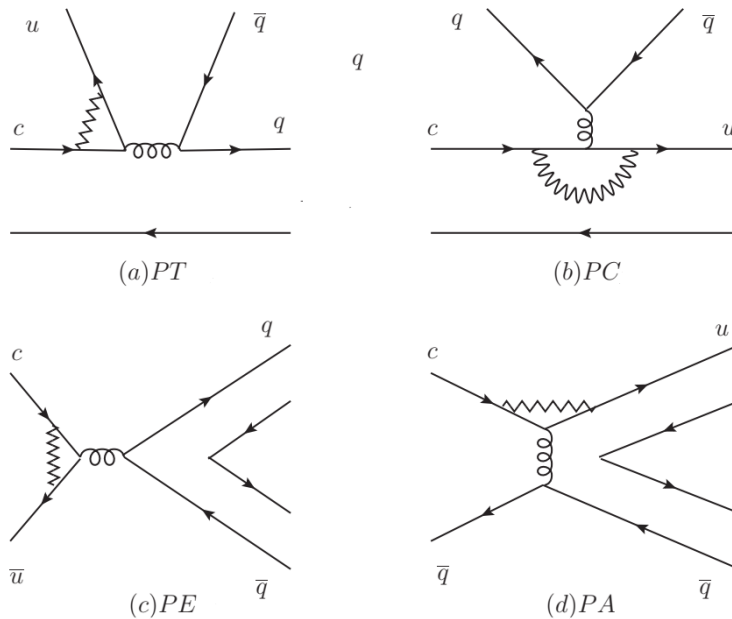 u q̅ q q q̅
c q c u
(a)PT (b)PC
c q c u
u̅ q̅ q̅ q̅
(c)PE (d)PA